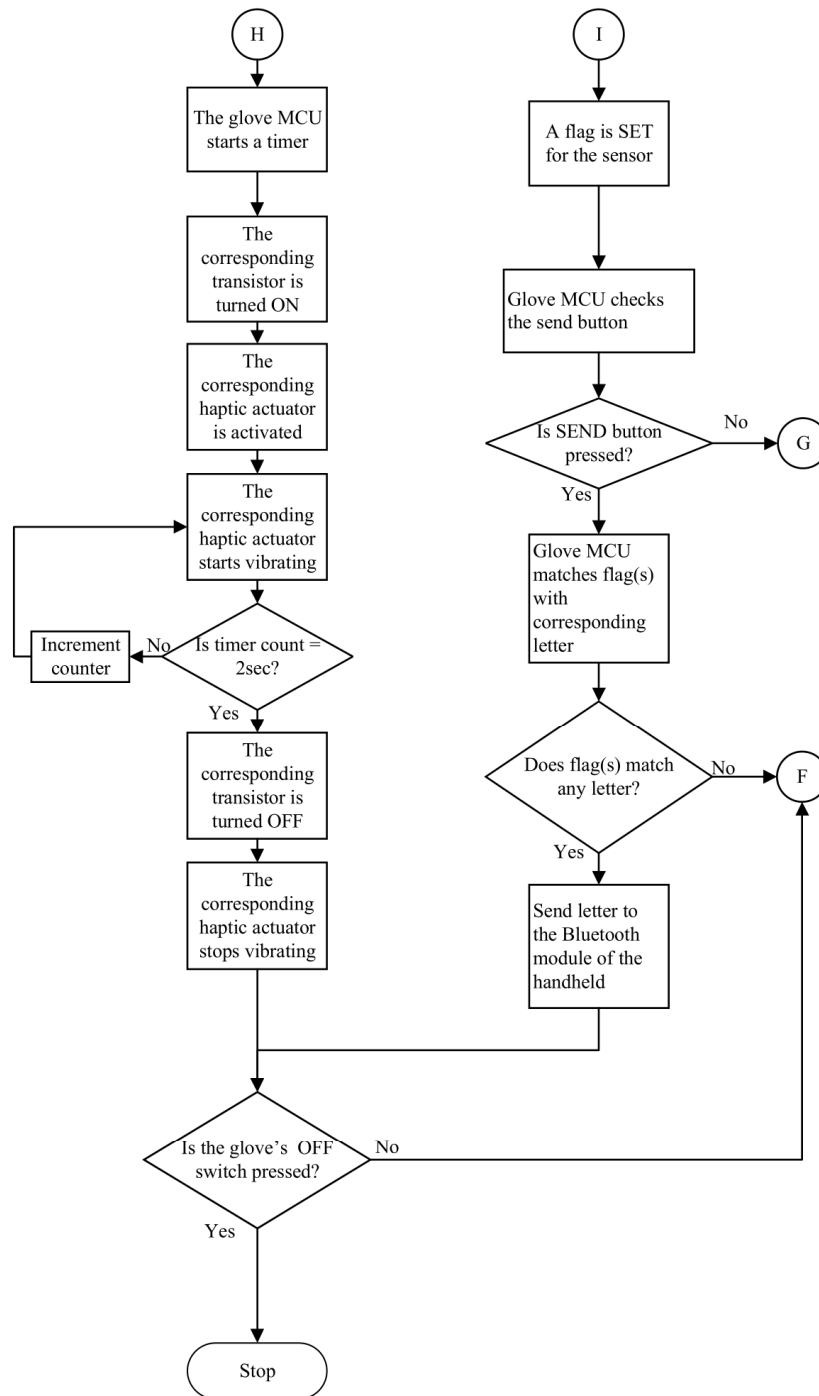 H
The glove MCU
starts a timer
The
corresponding
transistor is
turned ON
The
corresponding
haptic actuator
is activated
The
corresponding
haptic actuator
starts vibrating
Is timer count =
2sec?
No
Increment
counter
Yes
The
corresponding
transistor is
turned OFF
The
corresponding
haptic actuator
stops vibrating
I
A flag is SET
for the sensor
Glove MCU checks
the send button
Is SEND button
pressed?
No
G
Yes
Glove MCU
matches flag(s)
with
corresponding
letter
Does flag(s) match
any letter?
No
F
Yes
Send letter to
the Bluetooth
module of the
handheld
Is the glove’s OFF
switch pressed?
No
Yes
Stop